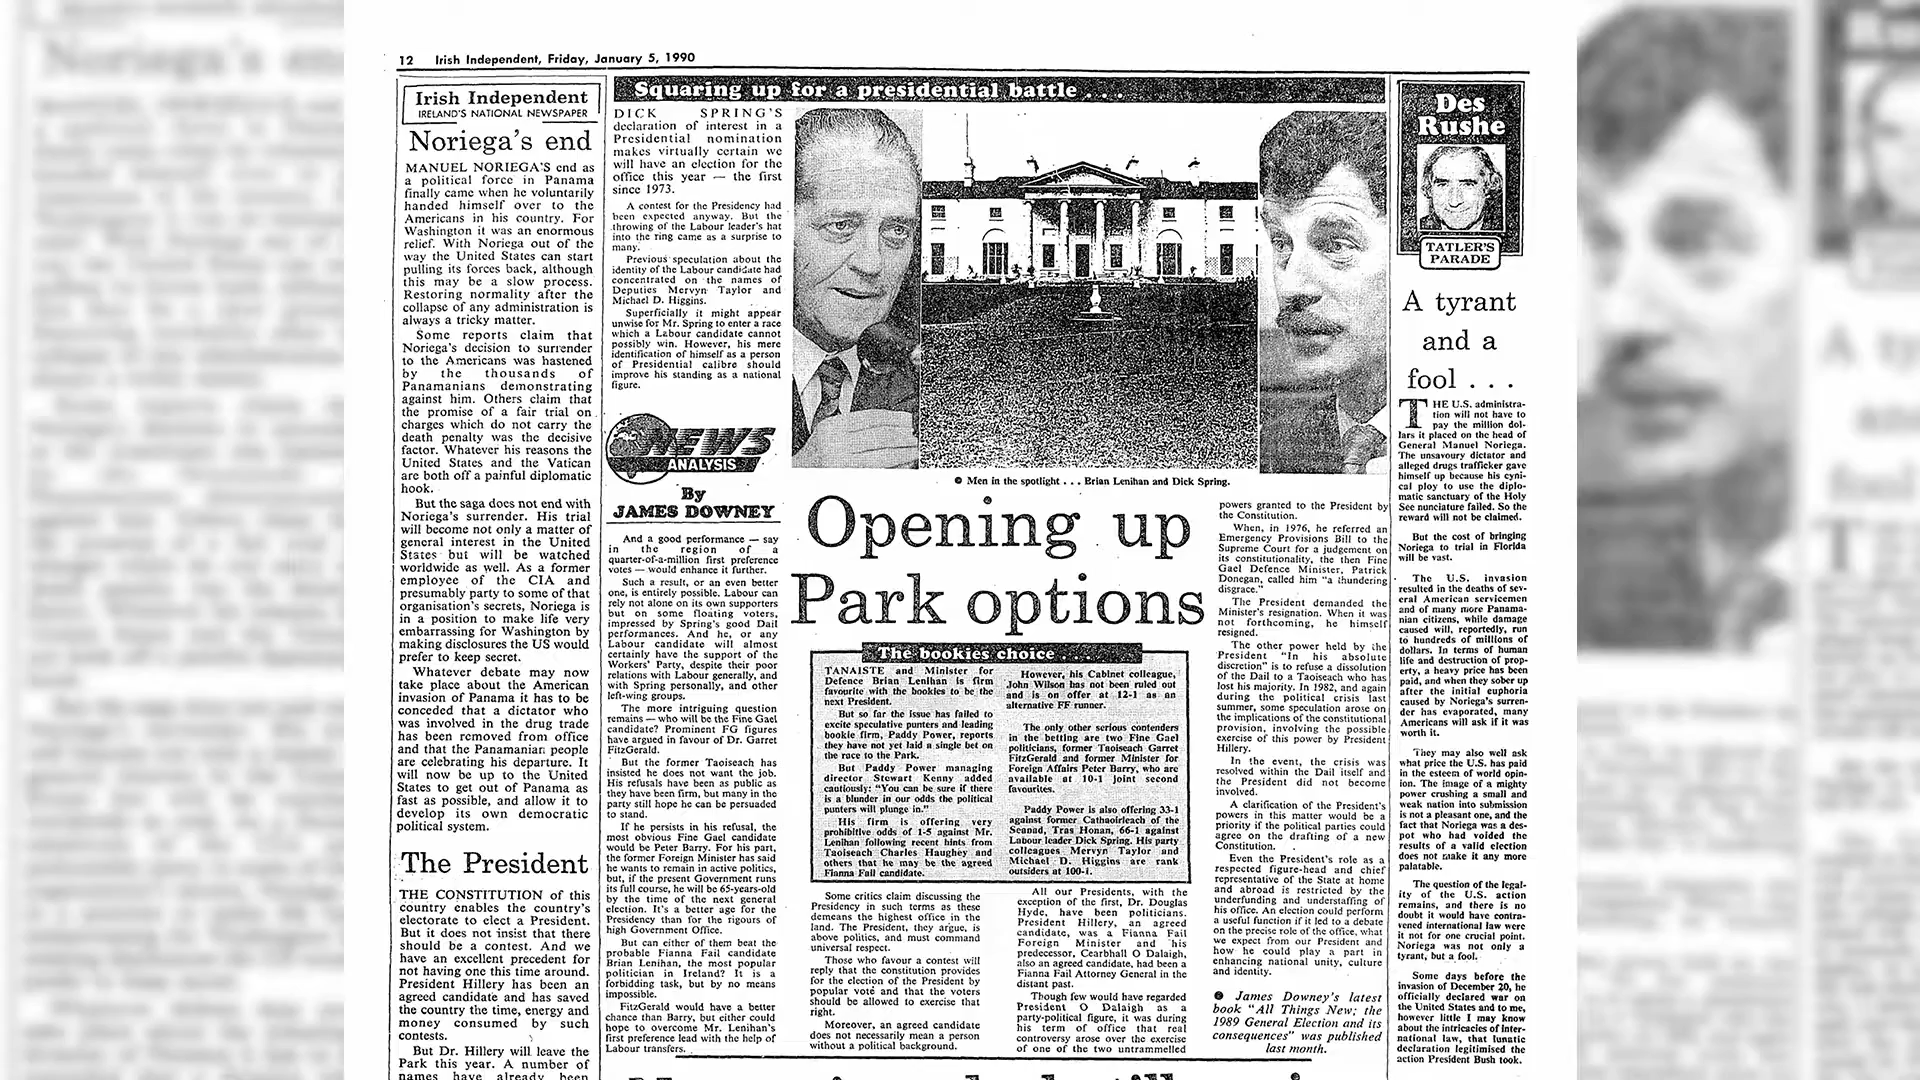 12 Irish Independent, Friday, January 5, 1990
Irish Independent
IRELAND'S NATIONAL NEWSPAPER
Noriega's end
MANUEL NORIEGA'S end as
a political force in Panama
finally came when he voluntarily
handed himself over to the
Americans in his country. For
Washington it was an enormous
relief. With Noriega out of the
way the United States can start
pulling its forces back, although
this may be a slow process.
Restoring normality after the
collapse of any administration is
always a tricky matter.
Some reports claim that
Noriega's decision to surrender
to the Americans was hastened
by the thousands of
Panamanians demonstrating
against him. Others claim that
the promise of a fair trial on
charges which do not carry the
death penalty was the decisive
factor. Whatever his reasons the
United States and the Vatican
are both off a painful diplomatic
hook.
But the saga does not end with
Noriega's surrender. His trial
will become not only a matter of
general interest in the United
States but will be watched
worldwide as well. As a former
employee of the CIA and
presumably party to some of that
organisation's secrets, Noriega is
in a position to make life very
embarrassing for Washington by
making disclosures the US would
prefer to keep secret.
Whatever debate may now
take place about the American
invasion of Panama it has to be
conceded that a dictator who
was involved in the drug trade
has been removed from office
and that the Panamanian people
are celebrating his departure. It
will now be up to the United
States to get out of Panama as
fast as possible, and allow it to
develop its own democratic
political system.
The President
THE CONSTITUTION of this
country enables the country's
electorate to elect a President.
But it does not insist that there
should be a contest. And we
have an excellent precedent for
not having one this time around.
President Hillery has been an
agreed candidate and has saved
the country the time, energy and
money consumed by such
contests.
But Dr. Hillery will leave the
Park this year. A number of
names have already been
Squaring up for a presidential battle . . .
DICK SPRING'S
declaration of interest in a
Presidential nomination
makes virtually certain we
will have an election for the
office this year — the first
since 1973.
A contest for the Presidency had
been expected anyway. But the
throwing of the Labour leader's hat
into the ring came as a surprise to
many.
Previous speculation about the
identity of the Labour candidate had
concentrated on the names of
Deputies Mervyn Taylor and
Michael D. Higgins.
Superficially it might appear
unwise for Mr. Spring to enter a race
which a Labour candidate cannot
possibly win. However, his mere
identification of himself as a person
of Presidential calibre should
improve his standing as a national
figure.
NEWS
ANALYSIS
By
JAMES DOWNEY
And a good performance — say
in the region of a
quarter-of-a-million first preference
votes — would enhance it further.
Such a result, or an even better
one, is entirely possible. Labour can
rely not alone on its own supporters
but on some floating voters,
impressed by Spring's good Dail
performances. And he, or any
Labour candidate will almost
certainly have the support of the
Workers' Party, despite their poor
relations with Labour generally, and
with Spring personally, and other
left-wing groups.
The more intriguing question
remains — who will be the Fine Gael
candidate? Prominent FG figures
have argued in favour of Dr. Garret
FitzGerald.
But the former Taoiseach has
insisted he does not want the job.
His refusals have been as public as
they have been firm, but many in the
party still hope he can be persuaded
to stand.
If he persists in his refusal, the
most obvious Fine Gael candidate
would be Peter Barry. For his part,
the former Foreign Minister has said
he wants to remain in active politics,
but, if the present Government runs
its full course, he will be 65-years-old
by the time of the next general
election. It's a better age for the
Presidency than for the rigours of
high Government Office.
But can either of them beat the
probable Fianna Fail candidate
Brian Lenihan, the most popular
politician in Ireland? It is a
forbidding task, but by no means
impossible.
FitzGerald would have a better
chance than Barry, but either could
hope to overcome Mr. Lenihan's
first preference lead with the help of
Labour transfers.
Men in the spotlight . . . Brian Lenihan and Dick Spring.
Opening up
Park options
The bookies choice . . .
TANAISTE and Minister for
Defence Brian Lenihan is firm
favourite with the bookies to be the
next President.
But so far the issue has failed to
excite speculative punters and leading
bookie firm, Paddy Power, reports
they have not yet laid a single bet on
the race to the Park.
But Paddy Power managing
director Stewart Kenny added
cautiously: "You can be sure if there
is a blunder in our odds the political
punters will plunge in."
His firm is offering very
prohibitive odds of 1-5 against Mr.
Lenihan following recent hints from
Taoiseach Charles Haughey and
others that he may be the agreed
Fianna Fail candidate.
However, his Cabinet colleague,
John Wilson has not been ruled out
and is on offer at 12-1 as an
alternative FF runner.
The only other serious contenders
in the betting are two Fine Gael
politicians, former Taoiseach Garret
FitzGerald and former Minister for
Foreign Affairs Peter Barry, who are
available at 10-1 joint second
favourites.
Paddy Power is also offering 33-1
against former Cathaoirleach of the
Seanad, Tras Honan, 66-1 against
Labour leader Dick Spring. His party
colleagues Mervyn Taylor and
Michael D. Higgins are rank
outsiders at 100-1.
Some critics claim discussing the
Presidency in such terms as these
demeans the highest office in the
land. The President, they argue, is
above politics, and must command
universal respect.
Those who favour a contest will
reply that the constitution provides
for the election of the President by
popular vote and that the voters
should be allowed to exercise that
right.
Moreover, an agreed candidate
does not necessarily mean a person
without a political background.
All our Presidents, with the
exception of the first, Dr. Douglas
Hyde, have been politicians.
President Hillery, an agreed
candidate, was a Fianna Fail
Foreign Minister and his
predecessor, Cearbhall O Dalaigh,
also an agreed candidate, had been a
Fianna Fail Attorney General in the
distant past.
Though few would have regarded
President O Dalaigh as a
party-political figure, it was during
his term of office that real
controversy arose over the exercise
of one of the two untrammelled
powers granted to the President by
the Constitution.
When, in 1976, he referred an
Emergency Provisions Bill to the
Supreme Court for a judgement on
its constitutionality, the then Fine
Gael Defence Minister, Patrick
Donegan, called him "a thundering
disgrace."
The President demanded the
Minister's resignation. When it was
not forthcoming, he himself
resigned.
The other power held by the
President "In his absolute
discretion" is to refuse a dissolution
of the Dail to a Taoiseach who has
lost his majority. In 1982, and again
during the political crisis last
summer, some speculation arose on
the implications of the constitutional
provision, involving the possible
exercise of this power by President
Hillery.
In the event, the crisis was
resolved within the Dail itself and
the President did not become
involved.
A clarification of the President's
powers in this matter would be a
priority if the political parties could
agree on the drafting of a new
Constitution.
Even the President's role as a
respected figure-head and chief
representative of the State at home
and abroad is restricted by the
underfunding and understaffing of
his office. An election could perform
a useful function if it led to a debate
on the precise role of the office, what
we expect from our President and
how he could play a part in
enhancing national unity, culture
and identity.
James Downey's latest
book "All Things New; the
1989 General Election and its
consequences" was published
last month.
Des
Rushe
TATLER'S
PARADE
A tyrant
and a
fool . . .
THE U.S. administra-
tion will not have to
pay the million dol-
lars it placed on the head of
General Manuel Noriega.
The unsavoury dictator and
alleged drugs trafficker gave
himself up because his cyni-
cal ploy to use the diplo-
matic sanctuary of the Holy
See nunciature failed. So the
reward will not be claimed.
But the cost of bringing
Noriega to trial in Florida
will be vast.
The U.S. invasion
resulted in the deaths of sev-
eral American servicemen
and of many more Panama-
nian citizens, while damage
caused will, reportedly, run
to hundreds of millions of
dollars. In terms of human
life and destruction of prop-
erty, a heavy price has been
paid, and when they sober up
after the initial euphoria
caused by Noriega's surren-
der has evaporated, many
Americans will ask if it was
worth it.
They may also well ask
what price the U.S. has paid
in the esteem of world opin-
ion. The image of a mighty
power crushing a small and
weak nation into submission
is not a pleasant one, and the
fact that Noriega was a des-
pot who had voided the
results of a valid election
does not make it any more
palatable.
The question of the legal-
ity of the U.S. action
remains, and there is no
doubt it would have contra-
vened international law were
it not for crucial point.
Noriega was not only a
tyrant, but a fool.
Some days before the
invasion of December 20, he
officially declared war on
the United States and to me,
however little I may know
about the intricacies of inter-
national law, that lunatic
declaration legitimised the
action President Bush took.